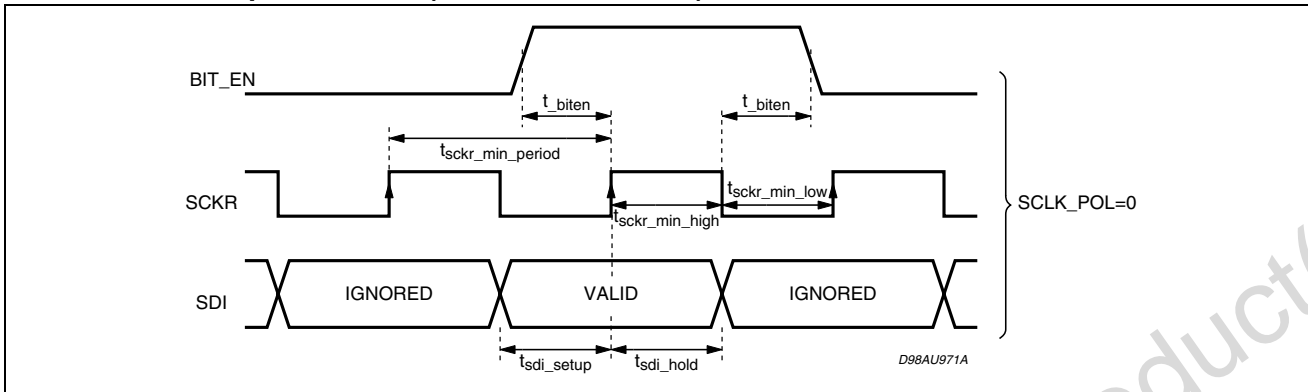 BIT_EN
t_biten
t_biten
tsckr_min_period
SCKR
tsckr_min_high
tsckr_min_low
SCLK_POL=0
SDI
IGNORED
VALID
IGNORED
tsdi_setup
tsdi_hold
D98AU971A